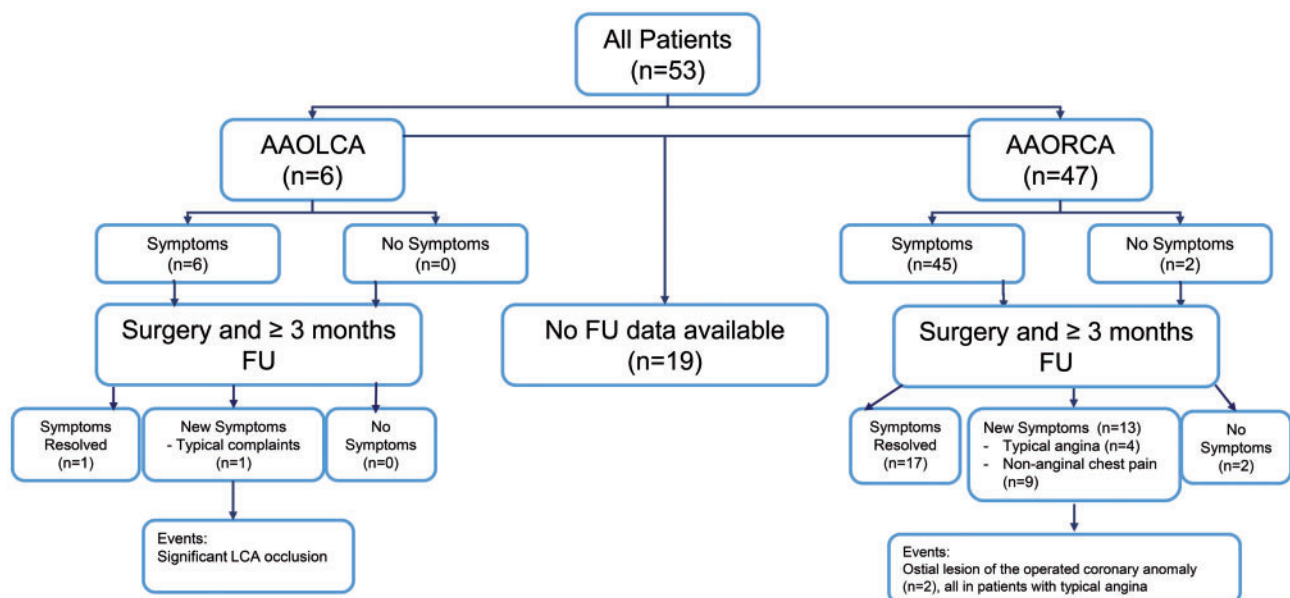 All Patients
(n=53)
AAOLCA
(n=6)
AAORCA
(n=47)
Symptoms
(n=6)
No Symptoms
(n=0)
Symptoms
(n=45)
No Symptoms
(n=2)
Surgery and ≥ 3 months
FU
No FU data available
(n=19)
Surgery and ≥ 3 months
FU
Symptoms
Resolved
(n=1)
New Symptoms
- Typical complaints
(n=1)
No
Symptoms
(n=0)
Symptoms
Resolved
(n=17)
New Symptoms (n=13)
- Typical angina (n=4)
- Non-anginal chest pain
(n=9)
No
Symptoms
(n=2)
Events:
Significant LCA occlusion
Events:
Ostial lesion of the operated coronary anomaly
(n=2), all in patients with typical angina